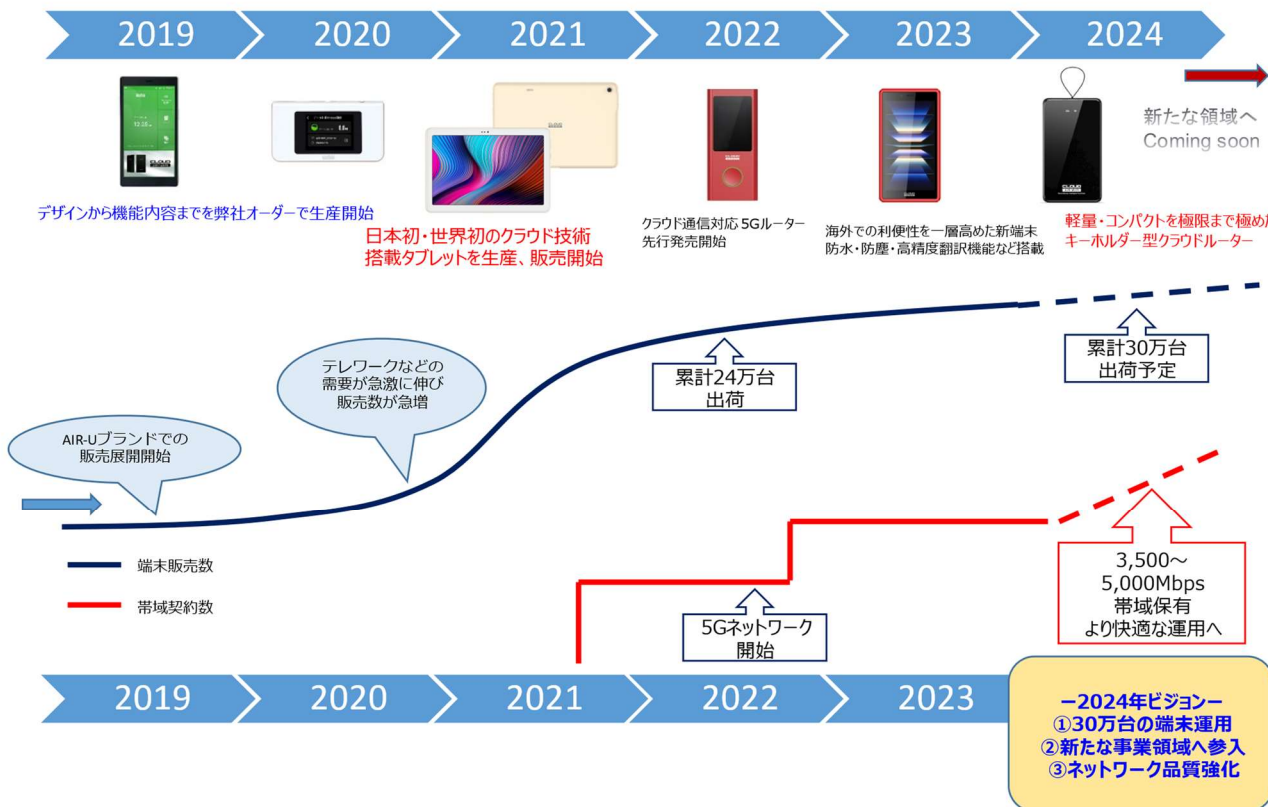 2019
2020
2021
2022
2023
2024
新たな領域へ
Coming soon
デザインから機能内容までを弊社オーダーで生産開始
日本初・世界初のクラウド技術
搭載タブレットを生産、販売開始
クラウド通信対応 5Gルーター
先行発売開始
海外での利便性を一層高めた新端末
防水・防塵・高精度翻訳機能など搭載
軽量・コンパクトを極限まで極めた
キーホルダー型クラウドルーター
テレワークなどの
需要が急激に伸び
販売数が急増
累計24万台
出荷
累計30万台
出荷予定
AIR-Uブランドでの
販売展開開始
端末販売数
帯域契約数
5Gネットワーク
開始
3,500～
5,000Mbps
帯域保有
より快適な運用へ
2019
2020
2021
2022
2023
－2024年ビジョン－
①30万台の端末運用
②新たな事業領域へ参入
③ネットワーク品質強化